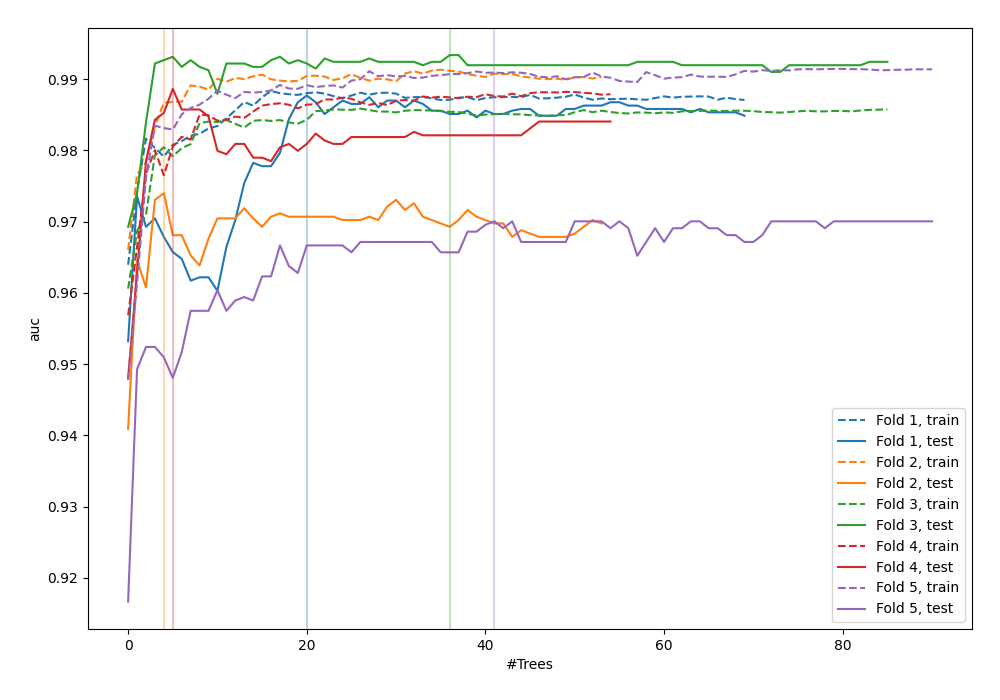 0.99
0.98
0.97
0.96
0.95
0.94
0.93
0.92
auc
0
20
40
60
80
#Trees
Fold 1, train
Fold 1, test
Fold 2, train
Fold 2, test
Fold 3, train
Fold 3, test
Fold 4, train
Fold 4, test
Fold 5, train
Fold 5, test